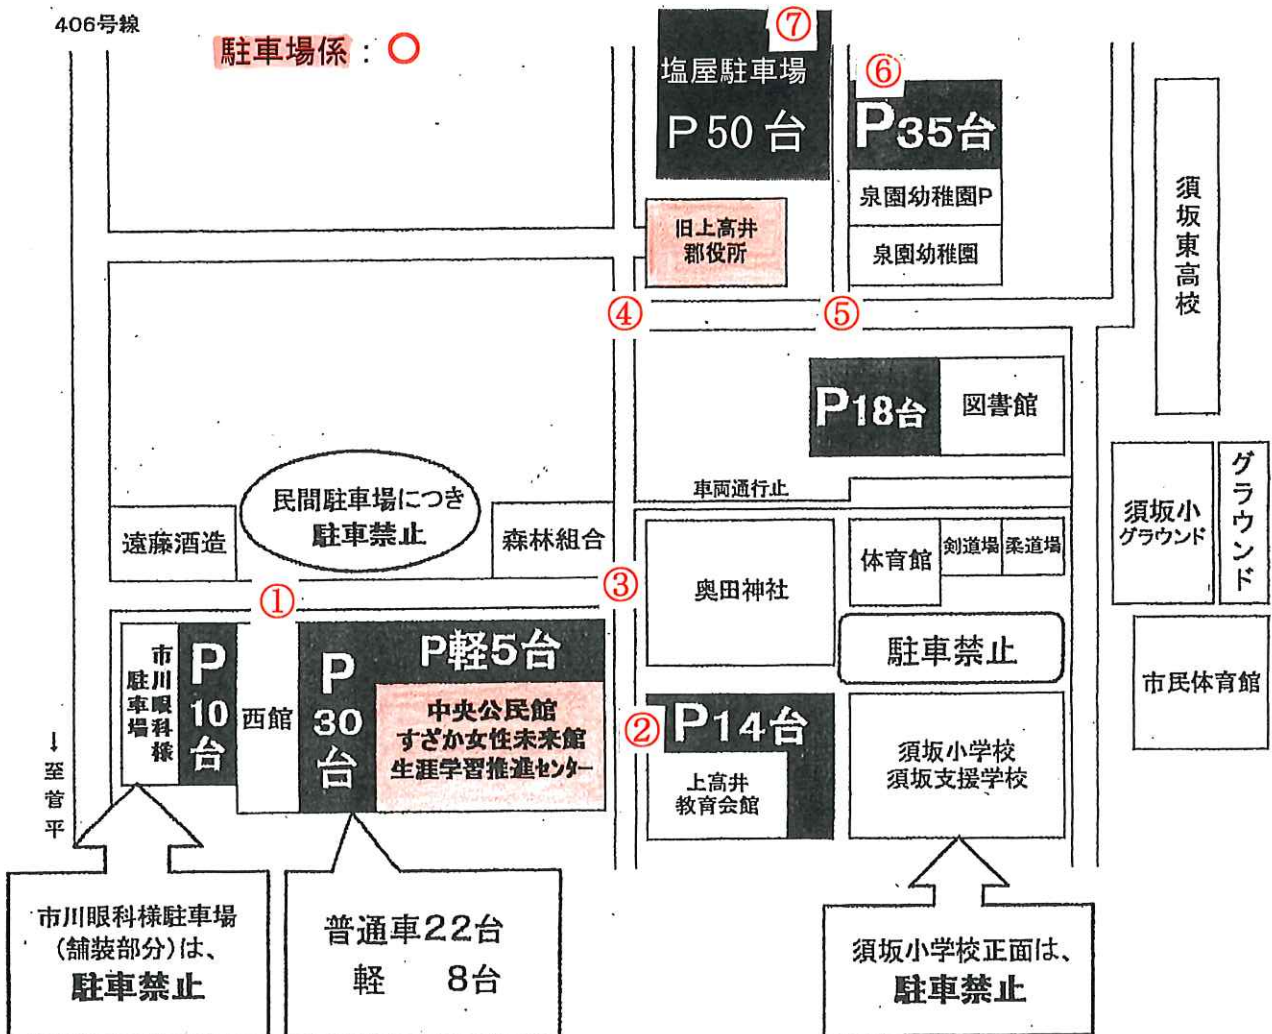 406号線
駐車場係：○
⑦
塩屋駐車場
P50台
⑥
P35台
泉園幼稚園P
泉園幼稚園
須坂東高校
旧上高井
郡役所
④
⑤
P18台
図書館
車両通行止
民間駐車場につき
駐車禁止
遠藤酒造
森林組合
①
③
奥田神社
体育館
剣道場
柔道場
須坂小
グラウンド
グラウンド
駐車禁止
市民体育館
市川眼科様
駐車場
P
10
台
西館
P
30
台
P軽5台
中央公民館
すざか女性未来館
生涯学習推進センター
②
P14台
上高井
教育会館
須坂小学校
須坂支援学校
↓至菅平
市川眼科様駐車場
(舗装部分)は、
駐車禁止
普通車22台
軽 8台
須坂小学校正面は、
駐車禁止